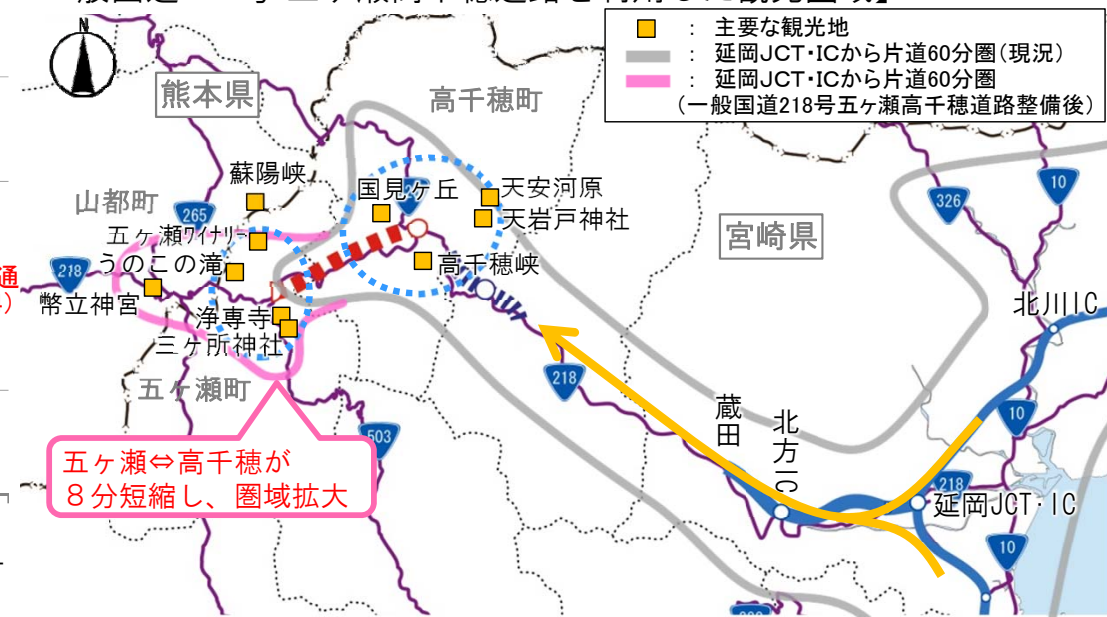 N
： 主要な観光地
： 延岡JCT・ICから片道60分圏（現況）
： 延岡JCT・ICから片道60分圏
（一般国道218号五ヶ瀬高千穂道路整備後）
熊本県
高千穂町
蘇陽峡
国見ヶ丘
天安河原
天岩戸神社
山都町
265
五ヶ瀬ﾜｲﾅﾘｰ
うのこの滝
高千穂峡
218
幣立神宮
浄専寺
三ヶ所神社
五ヶ瀬町
宮崎県
326
10
北川IC
218
503
五ヶ瀬⇔高千穂が
８分短縮し、圏域拡大
蔵田
北方IC
10
218
延岡JCT・IC
10
通